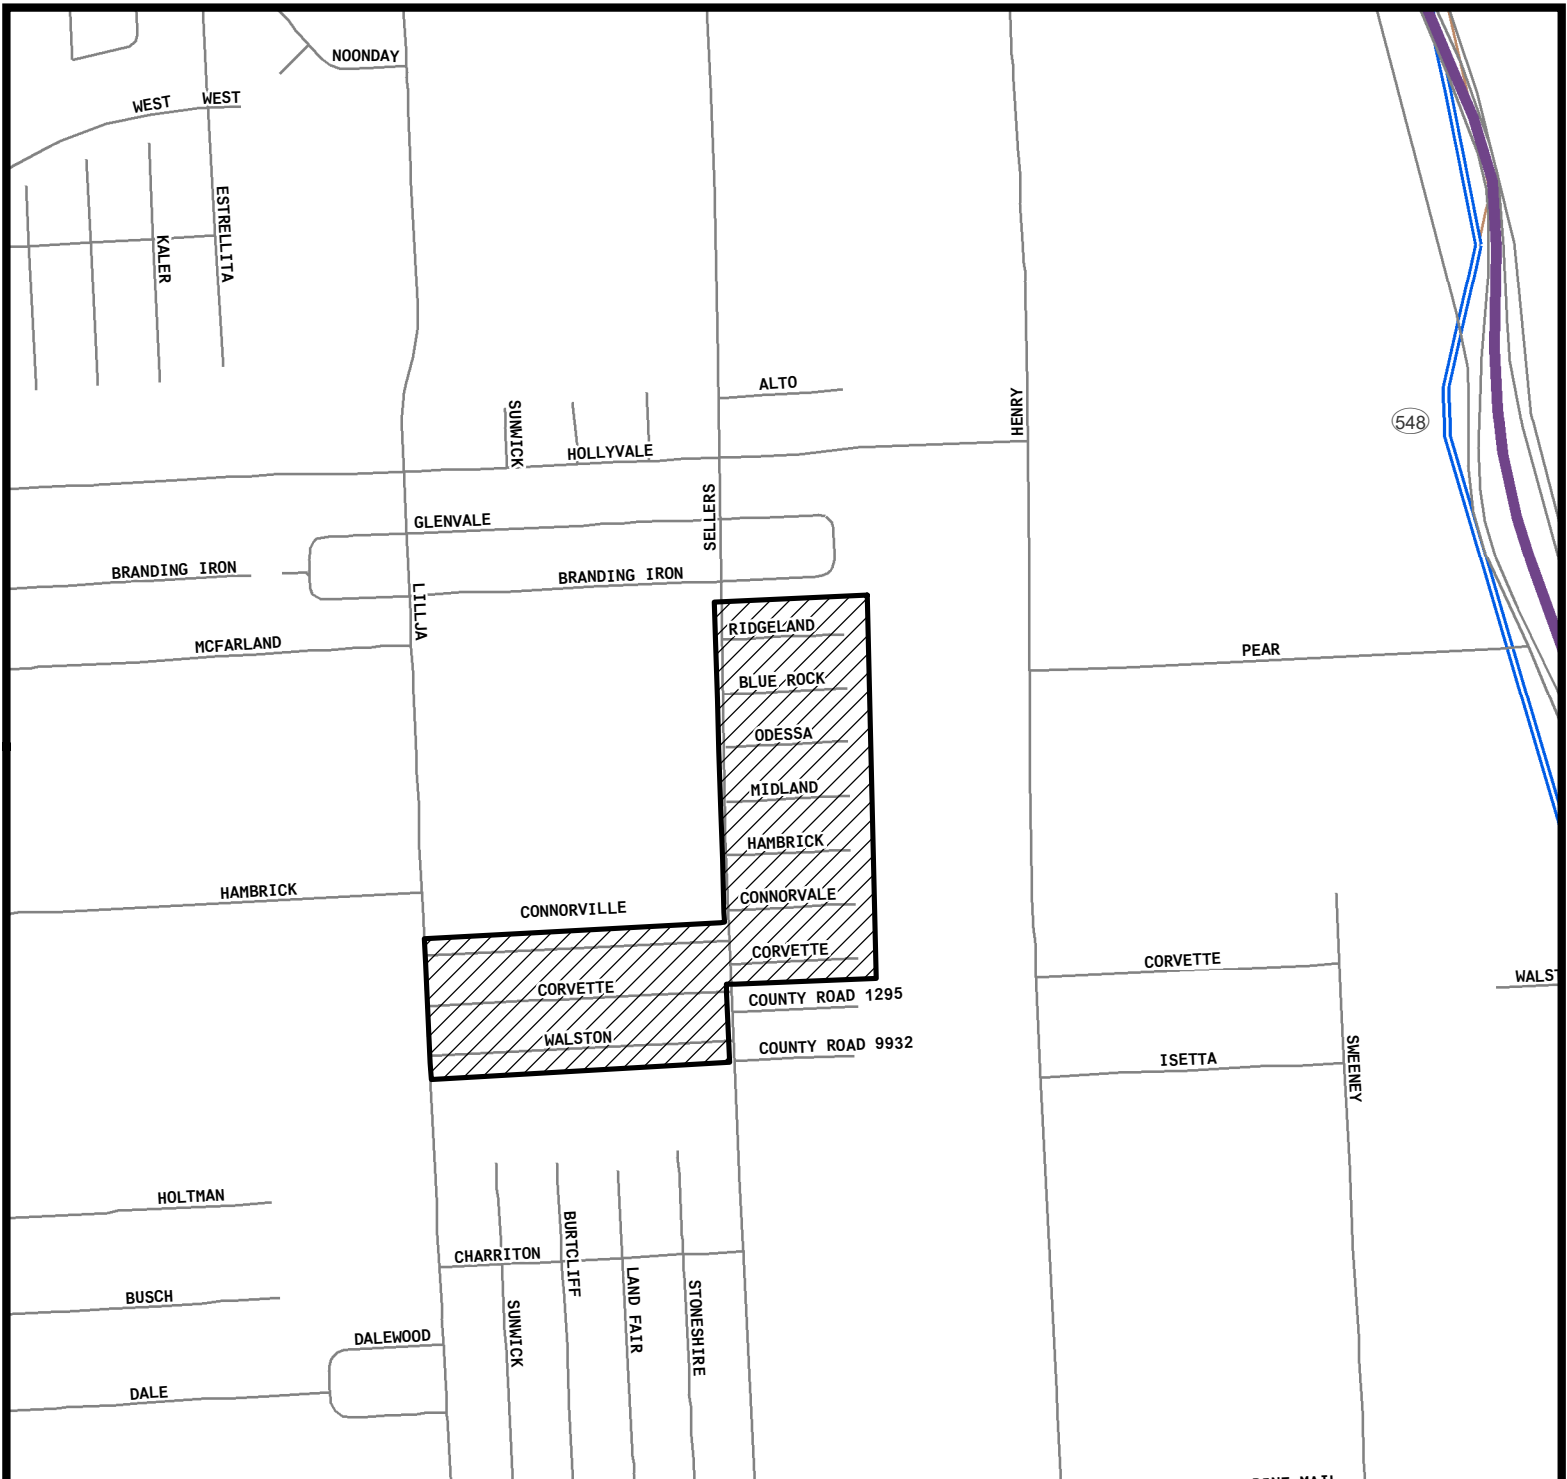 NOONDAY
WEST
WEST
ESTRELLITA
KALER
ALTO
HENRY
SUNWICK
HOLLYVALE
548
SELLERS
GLENVALE
BRANDING IRON
BRANDING IRON
LILLJA
RIDGELAND
MCFARLAND
PEAR
BLUE ROCK
ODESSA
MIDLAND
HAMBRICK
HAMBRICK
CONNORVALE
CONNORVILLE
CORVETTE
CORVETTE
WALST
CORVETTE
COUNTY ROAD 1295
WALSTON
COUNTY ROAD 9932
ISETTA
SWEENEY
HOLTMAN
BURTCLIFF
CHARRITON
LAND FAIR
STONESHIRE
BUSCH
SUNWICK
DALEWOOD
DALE